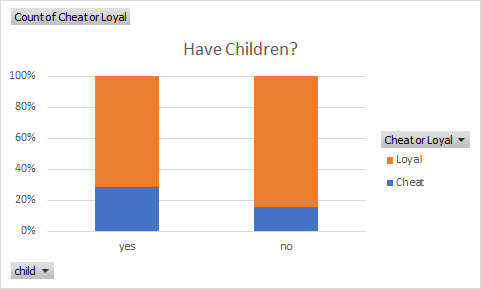 Count of Cheat or Loyal
Have Children?
100%
80%
60%
40%
20%
0%
yes
no
Cheat or Loyal
Loyal
Cheat
child